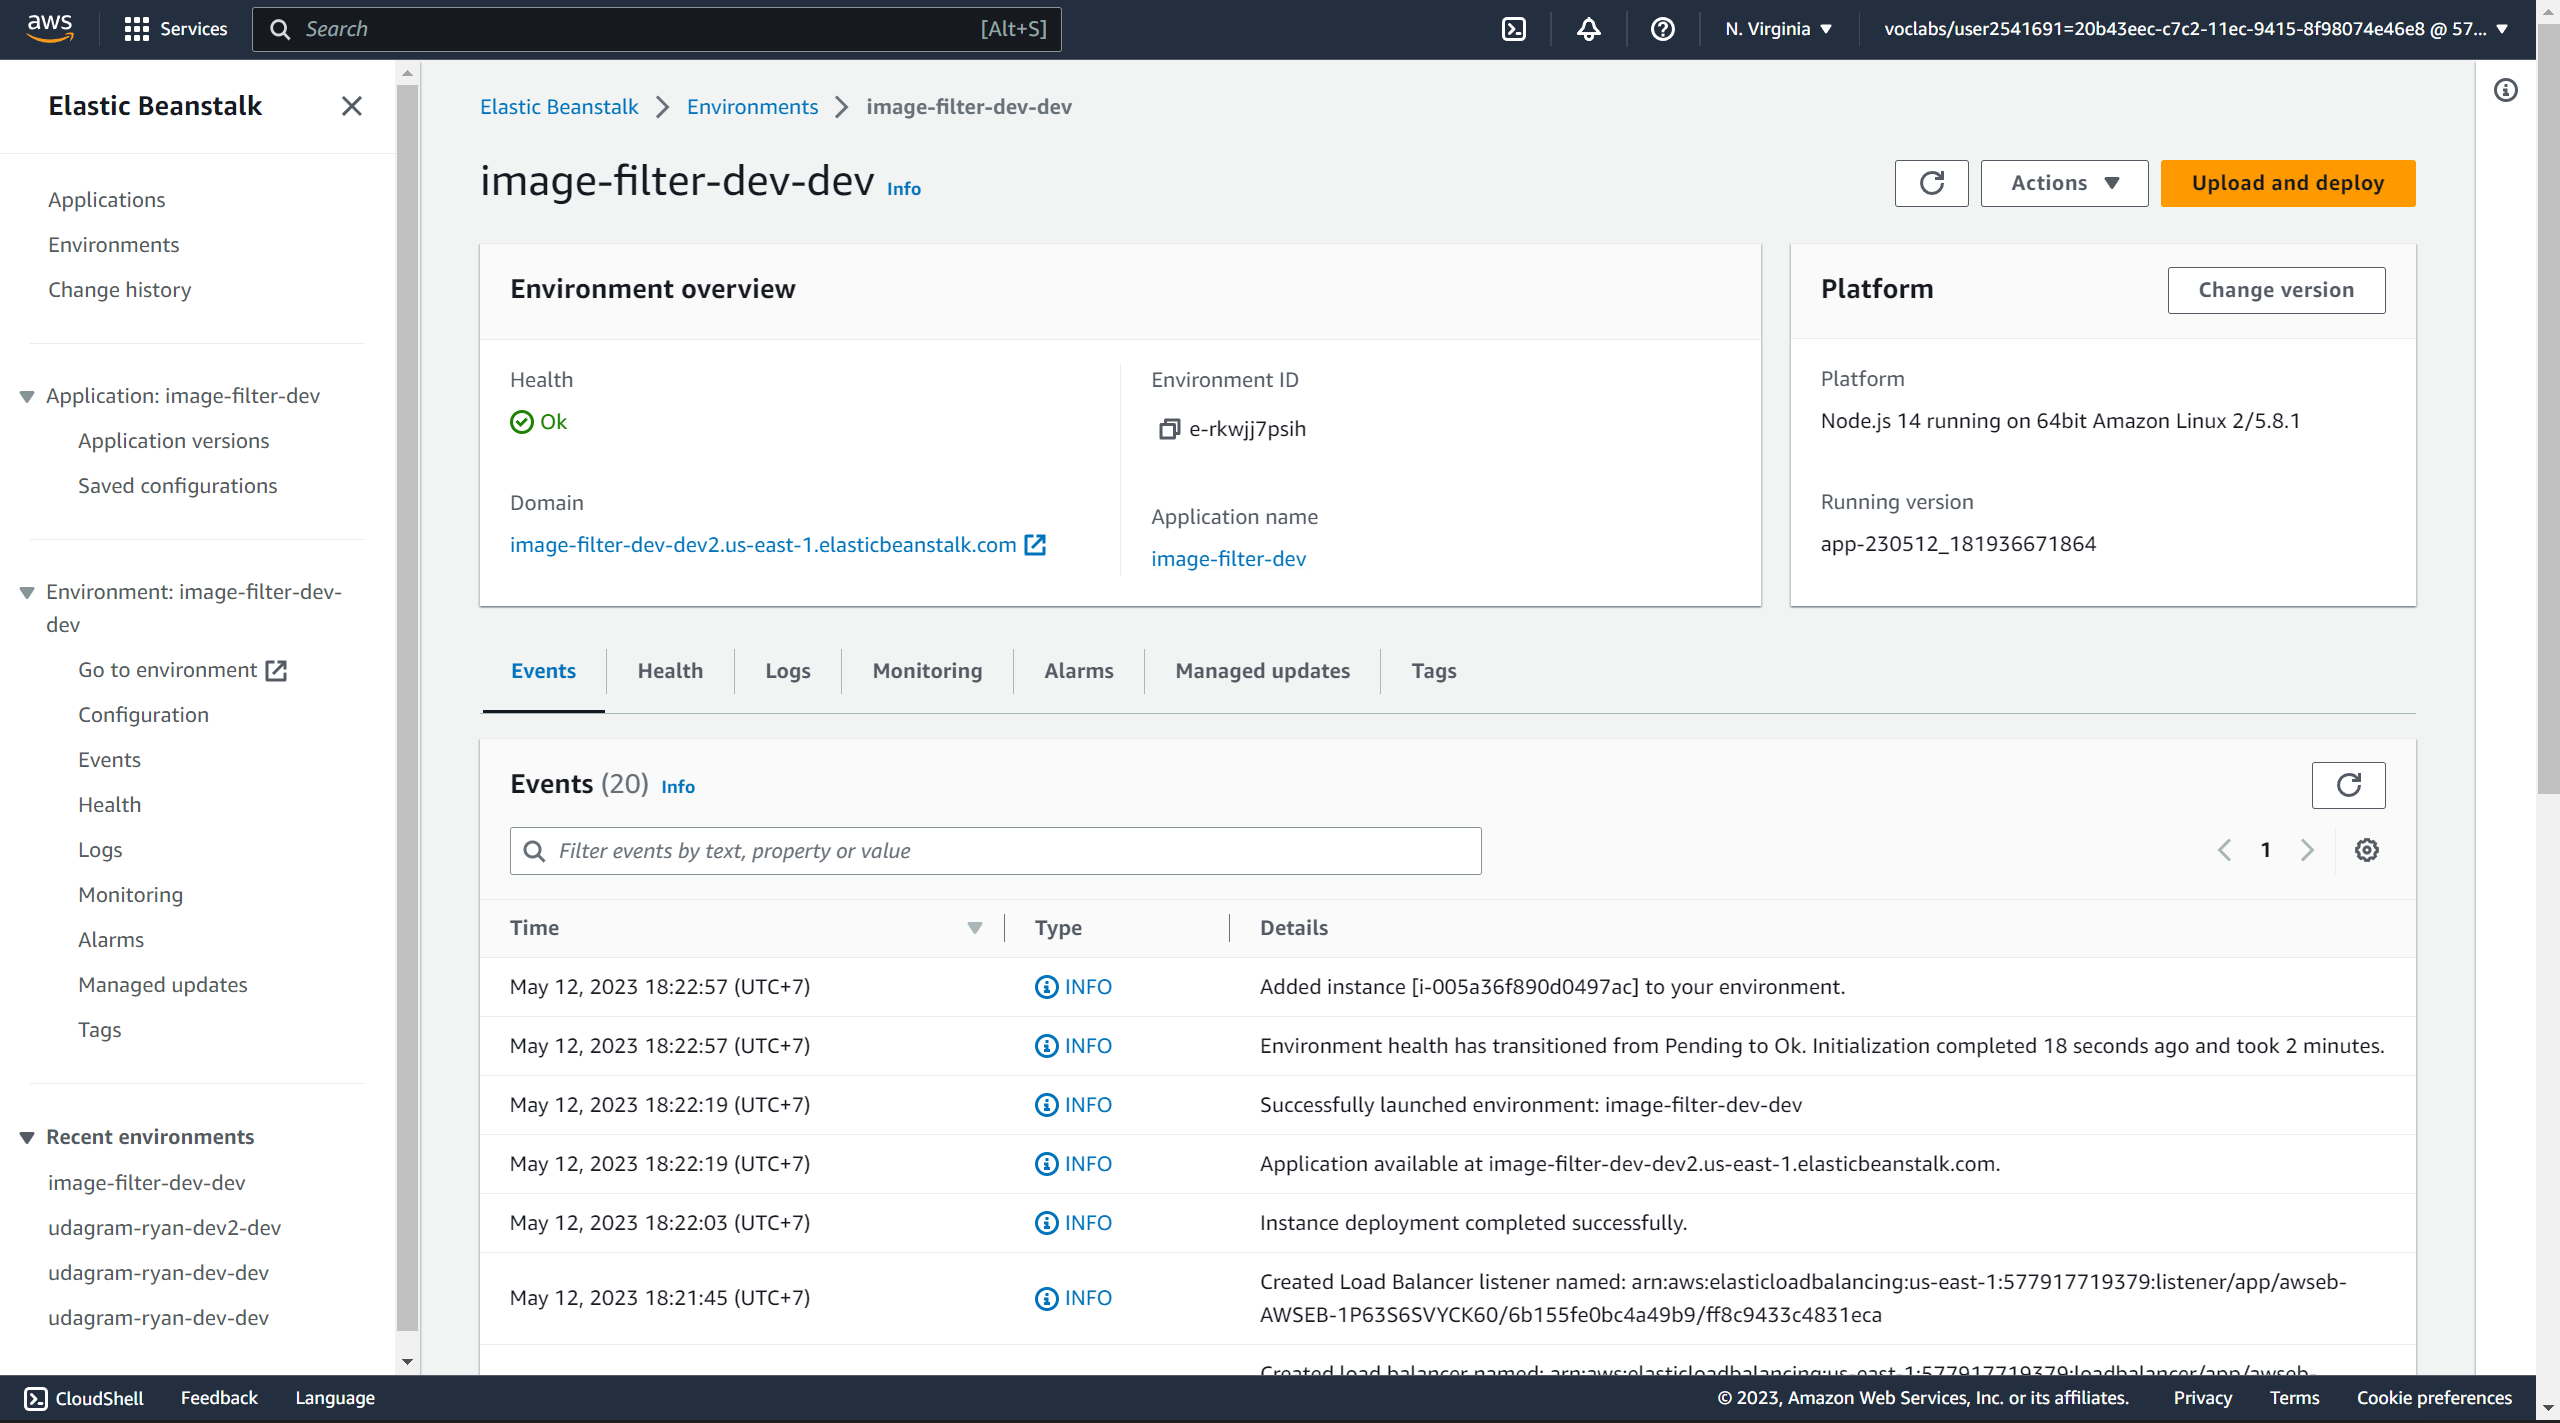 aws
Services
Search [Alt+S]
N. Virginia
voclabs/user2541691=20b43eec-c7c2-11ec-9415-8f98074e46e8 @ 57...
Elastic Beanstalk
Applications
Environments
Change history
Application: image-filter-dev
Application versions
Saved configurations
Environment: image-filter-dev-
dev
Go to environment
Configuration
Events
Health
Logs
Monitoring
Alarms
Managed updates
Tags
Recent environments
image-filter-dev-dev
udagram-ryan-dev2-dev
udagram-ryan-dev-dev
udagram-ryan-dev-dev
Elastic Beanstalk > Environments > image-filter-dev-dev
image-filter-dev-dev Info
Actions
Upload and deploy
Environment overview
Health
Ok
Domain
image-filter-dev-dev2.us-east-1.elasticbeanstalk.com
Environment ID
e-rkwjj7psih
Application name
image-filter-dev
Platform
Change version
Platform
Node.js 14 running on 64bit Amazon Linux 2/5.8.1
Running version
app-230512_181936671864
Events Health Logs Monitoring Alarms Managed updates Tags
Events (20) Info
Filter events by text, property or value
1
Time Type Details
May 12, 2023 18:22:57 (UTC+7) INFO Added instance [i-005a36f890d0497ac] to your environment.
May 12, 2023 18:22:57 (UTC+7) INFO Environment health has transitioned from Pending to Ok. Initialization completed 18 seconds ago and took 2 minutes.
May 12, 2023 18:22:19 (UTC+7) INFO Successfully launched environment: image-filter-dev-dev
May 12, 2023 18:22:19 (UTC+7) INFO Application available at image-filter-dev-dev2.us-east-1.elasticbeanstalk.com.
May 12, 2023 18:22:03 (UTC+7) INFO Instance deployment completed successfully.
May 12, 2023 18:21:45 (UTC+7) INFO Created Load Balancer listener named: arn:aws:elasticloadbalancing:us-east-1:577917719379:listener/app/awseb-
AWSEB-1P63S6SVYCK60/6b155fe0bc4a49b9/ff8c9433c4831eca
Created load balancer named: arn:aws:elasticloadbalancing:us-east-1:577917719379:loadbalancer/app/awseb-
CloudShell Feedback Language
© 2023, Amazon Web Services, Inc. or its affiliates. Privacy Terms Cookie preferences